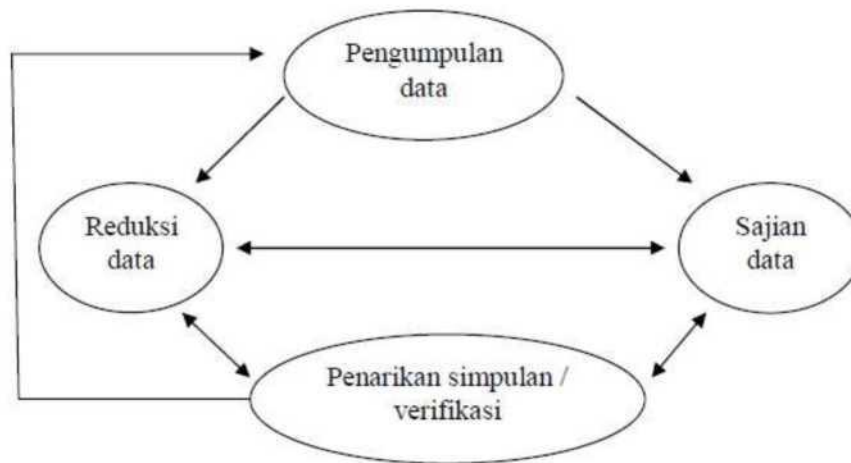 Pengumpulan
data
Reduksi
data
Sajian
data
Penarikan simpulan /
verifikasi